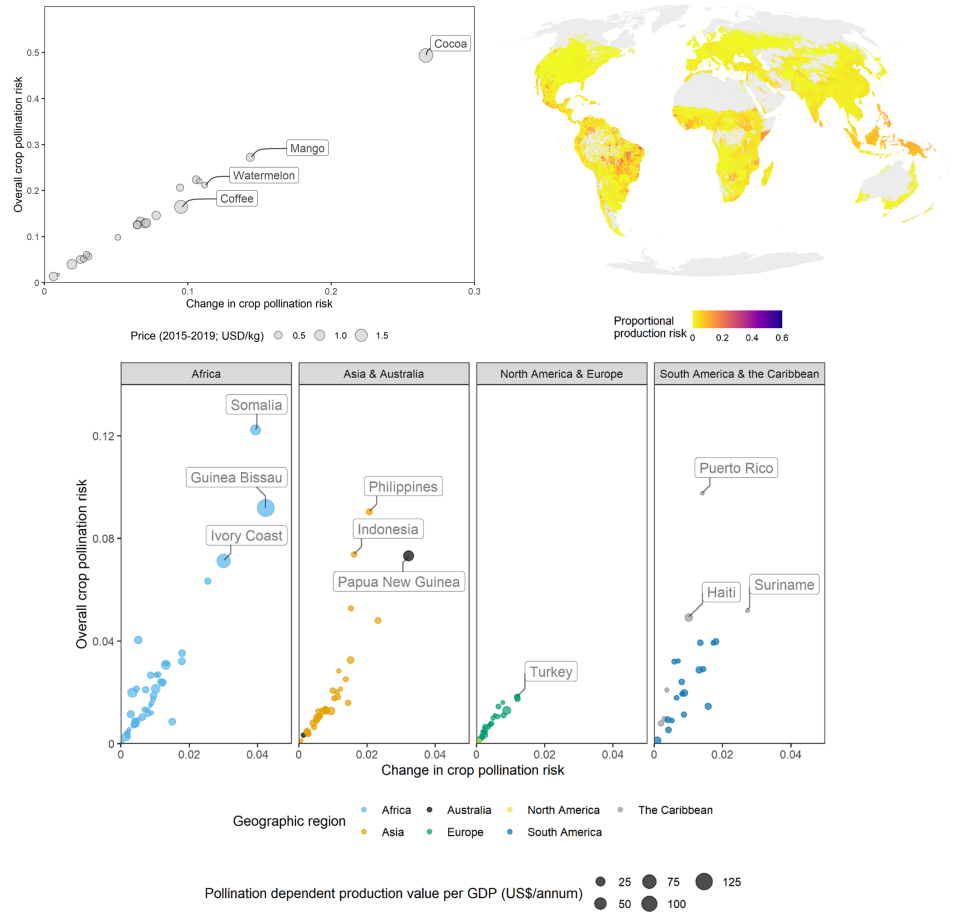 Overall crop pollination risk
0.5
0.4
0.3
0.2
0.1
0
Cocoa
Mango
Watermelon
Coffee
0 0.1 0.2 0.3
Change in crop pollination risk
Price (2015-2019; USD/kg) 0.5 1.0 1.5
Proportional
production risk
0 0.2 0.4 0.6
Africa Asia & Australia North America & Europe South America & the Caribbean
Overall crop pollination risk
0.12
0.08
0.04
0
Somalia
Guinea Bissau
Ivory Coast
Philippines
Indonesia
Papua New Guinea
Turkey
Puerto Rico
Haiti
Suriname
0 0.02 0.04 0 0.02 0.04 0 0.02 0.04 0 0.02 0.04
Change in crop pollination risk
Geographic region
Africa Australia North America The Caribbean
Asia Europe South America
Pollination dependent production value per GDP (US$/annum)
25 75 125
50 100